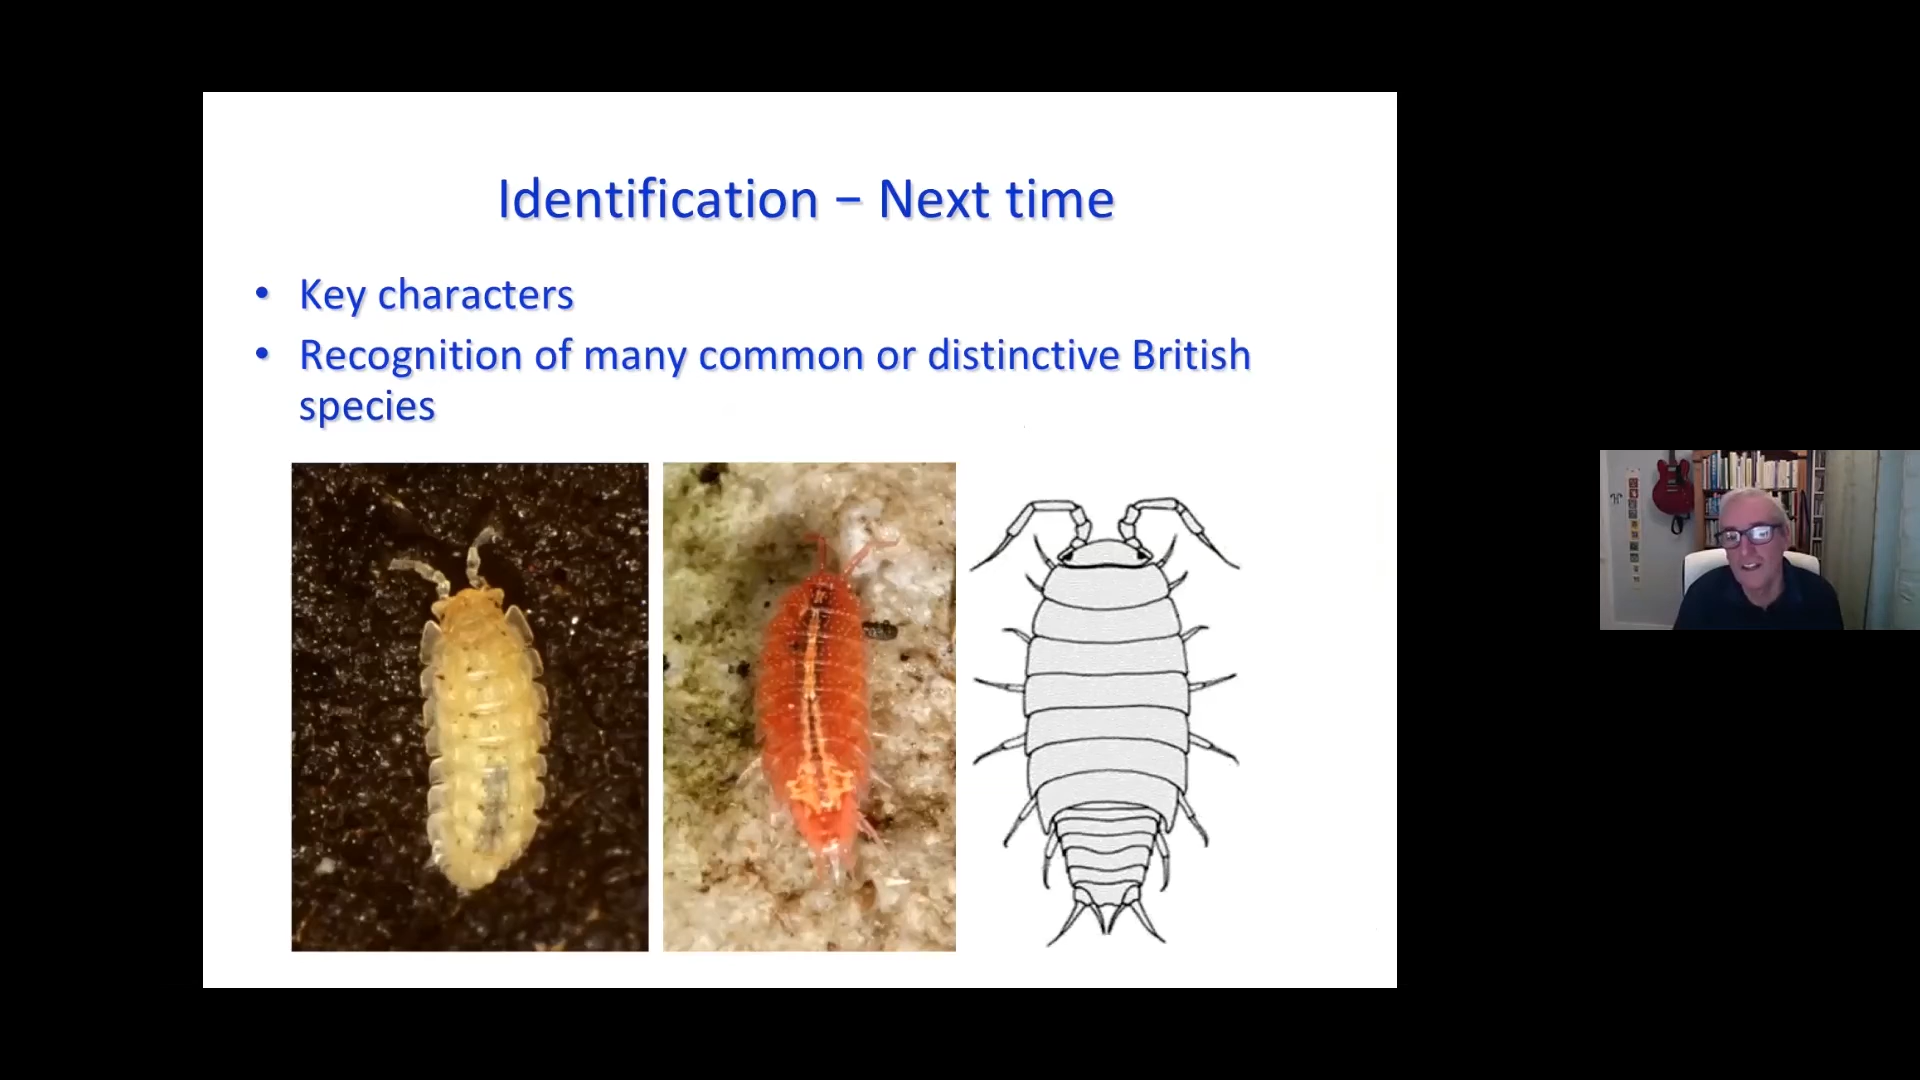 Identification – Next time
• Key characters
• Recognition of many common or distinctive British
species